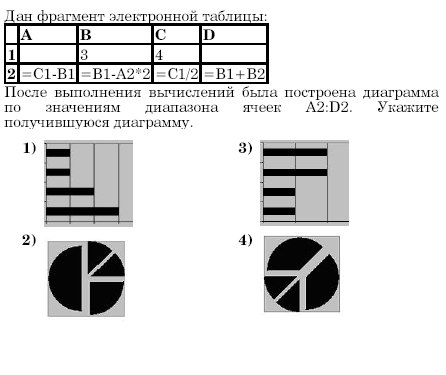 Дан фрагмент электронной таблицы:
A B C D
1 3 4
2 =C1-B1 =B1-A2*2 =C1/2 =B1+B2
После выполнения вычислений была построена диаграмма
по значениям диапазона ячеек A2:D2. Укажите
получившуюся диаграмму.
1) 3)
2) 4)